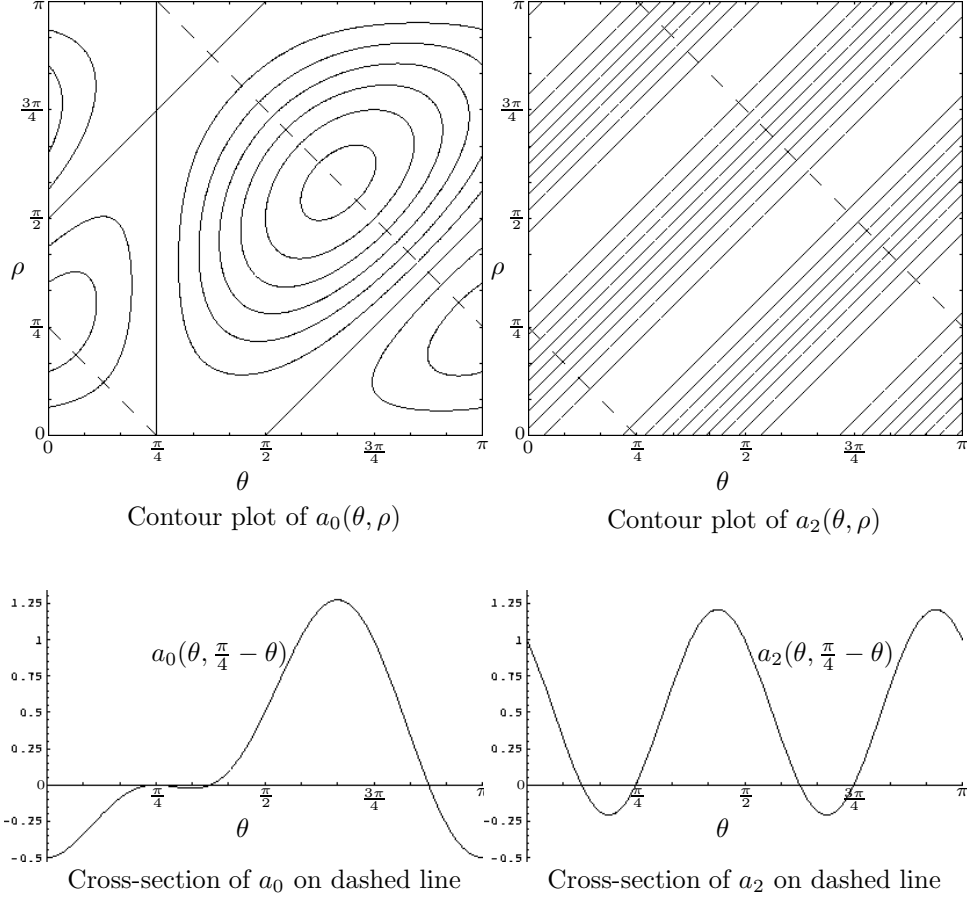 π π
3π/4 3π/4
π/2 π/2
ρ ρ
π/4 π/4
0 0
0 π/4 π/2 3π/4 π 0 π/4 π/2 3π/4 π
θ θ
Contour plot of a₀(θ, ρ) Contour plot of a₂(θ, ρ)
1.25 1.25
1 a₀(θ, π/4 − θ) 1 a₂(θ, π/4 − θ)
0.75 0.75
0.5 0.5
0.25 0.25
0 π/4 π/2 3π/4 π 0 π/4 π/2 3π/4 π
-0.25 θ -0.25 θ
-0.5 -0.5
Cross-section of a₀ on dashed line Cross-section of a₂ on dashed line